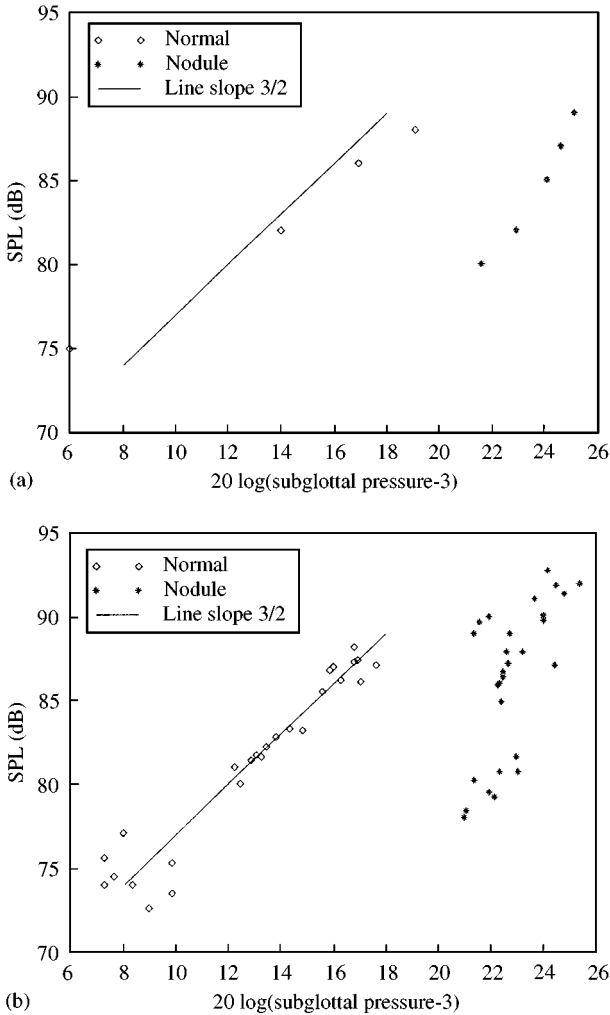 95
90
85
80
75
70
SPL (dB)
Normal
Nodule
Line slope 3/2
6 8 10 12 14 16 18 20 22 24 26
(a) 20 log(subglottal pressure-3)
95
90
85
80
75
70
SPL (dB)
Normal
Nodule
Line slope 3/2
6 8 10 12 14 16 18 20 22 24 26
(b) 20 log(subglottal pressure-3)